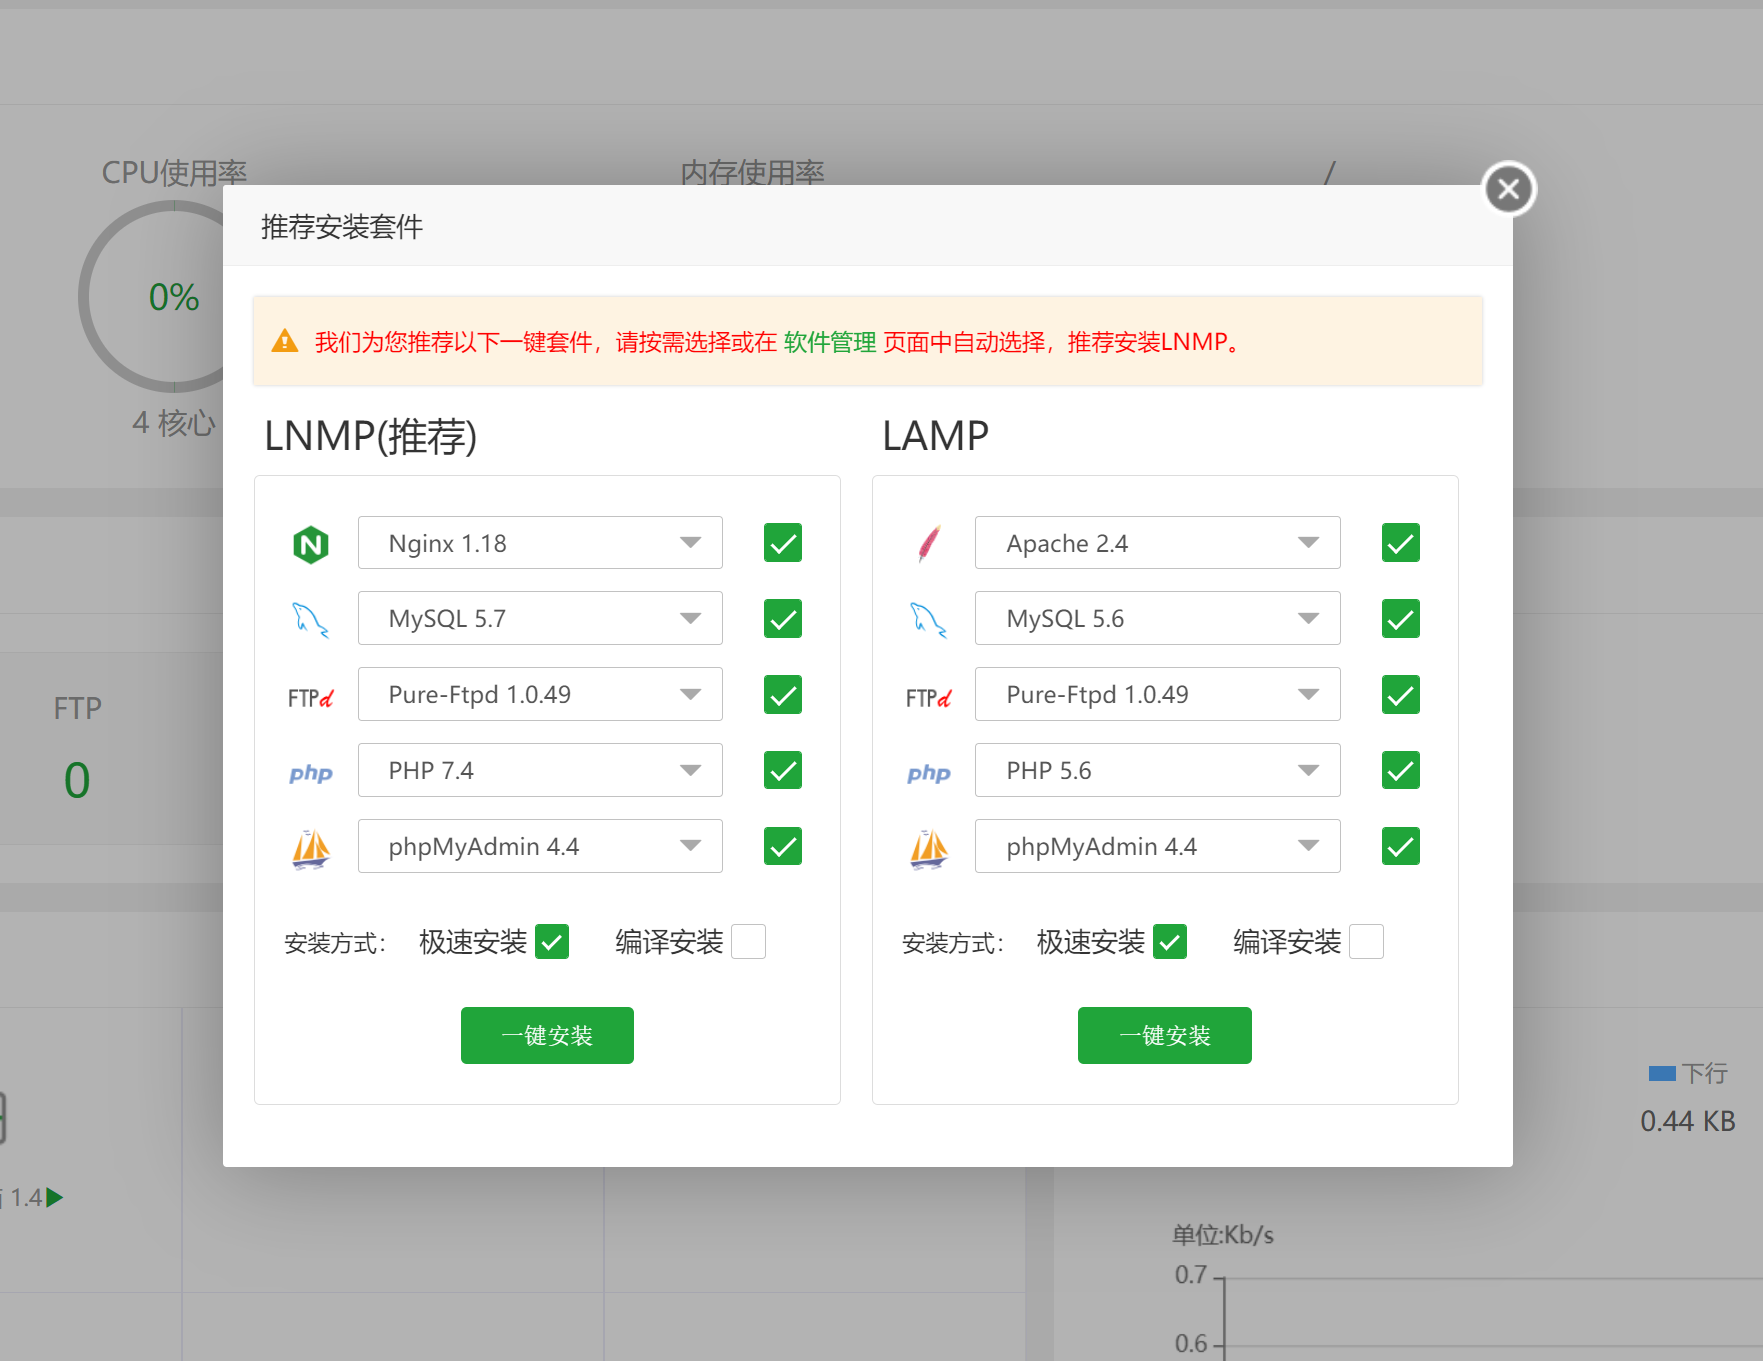 CPU使用率
内存使用率
/
推荐安装套件
0%
我们为您推荐以下一键套件，请按需选择或在 软件管理 页面中自动选择，推荐安装LNMP。
4 核心
LNMP(推荐)
LAMP
Nginx 1.18
Apache 2.4
MySQL 5.7
MySQL 5.6
FTPd
Pure-Ftpd 1.0.49
FTPd
Pure-Ftpd 1.0.49
FTP
php
PHP 7.4
php
PHP 5.6
0
phpMyAdmin 4.4
phpMyAdmin 4.4
安装方式：
极速安装
编译安装
安装方式：
极速安装
编译安装
一键安装
一键安装
下行
0.44 KB
1.4
单位:Kb/s
0.7
0.6